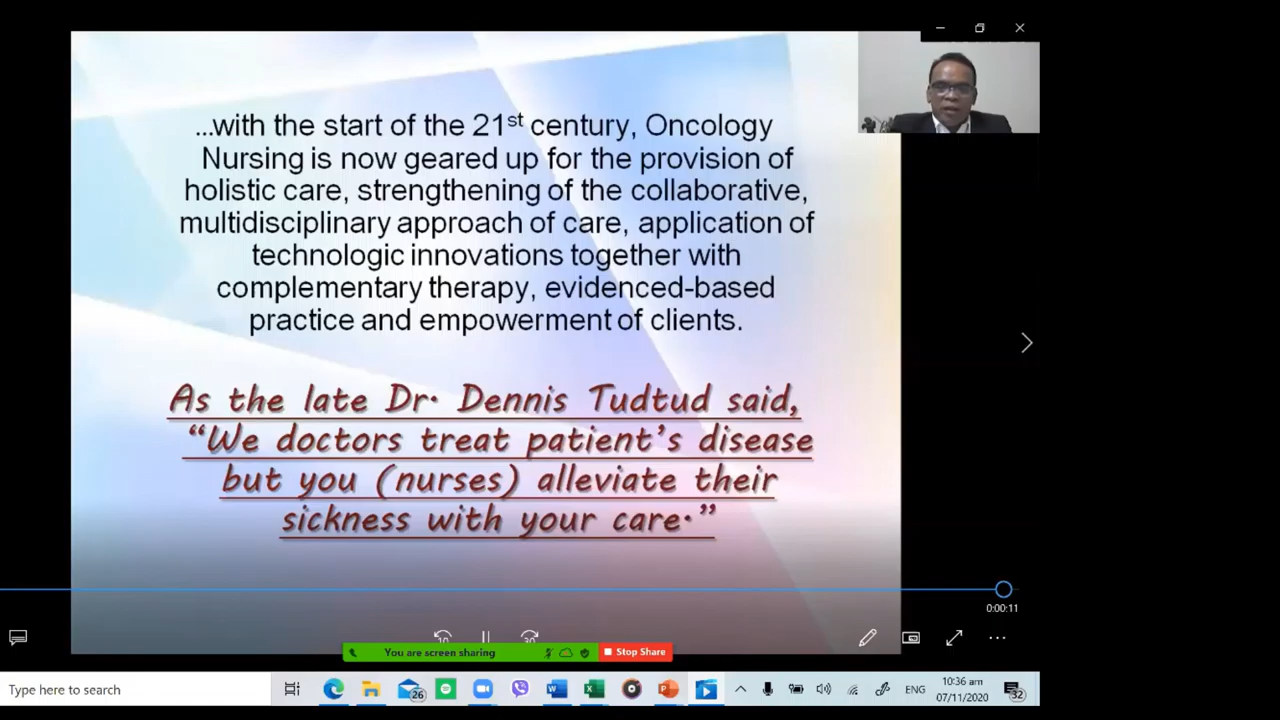 ...with the start of the 21st century, Oncology
Nursing is now geared up for the provision of
holistic care, strengthening of the collaborative,
multidisciplinary approach of care, application of
technologic innovations together with
complementary therapy, evidenced-based
practice and empowerment of clients.
As the late Dr. Dennis Tudtud said,
“We doctors treat patient’s disease
but you (nurses) alleviate their
sickness with your care.”
0:00:11
10
30
You are screen sharing
Stop Share
Type here to search
26
ENG
10:36 am
07/11/2020
32